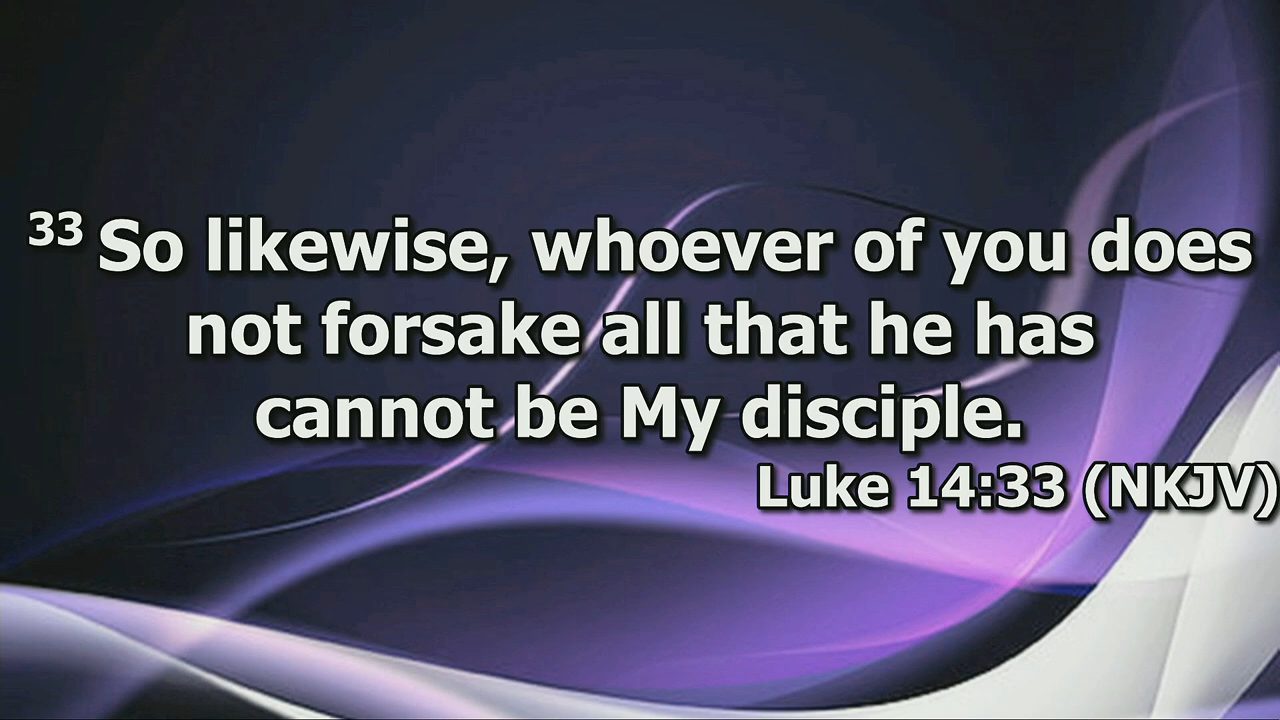 33 So likewise, whoever of you does
not forsake all that he has
cannot be My disciple.
Luke 14:33 (NKJV)